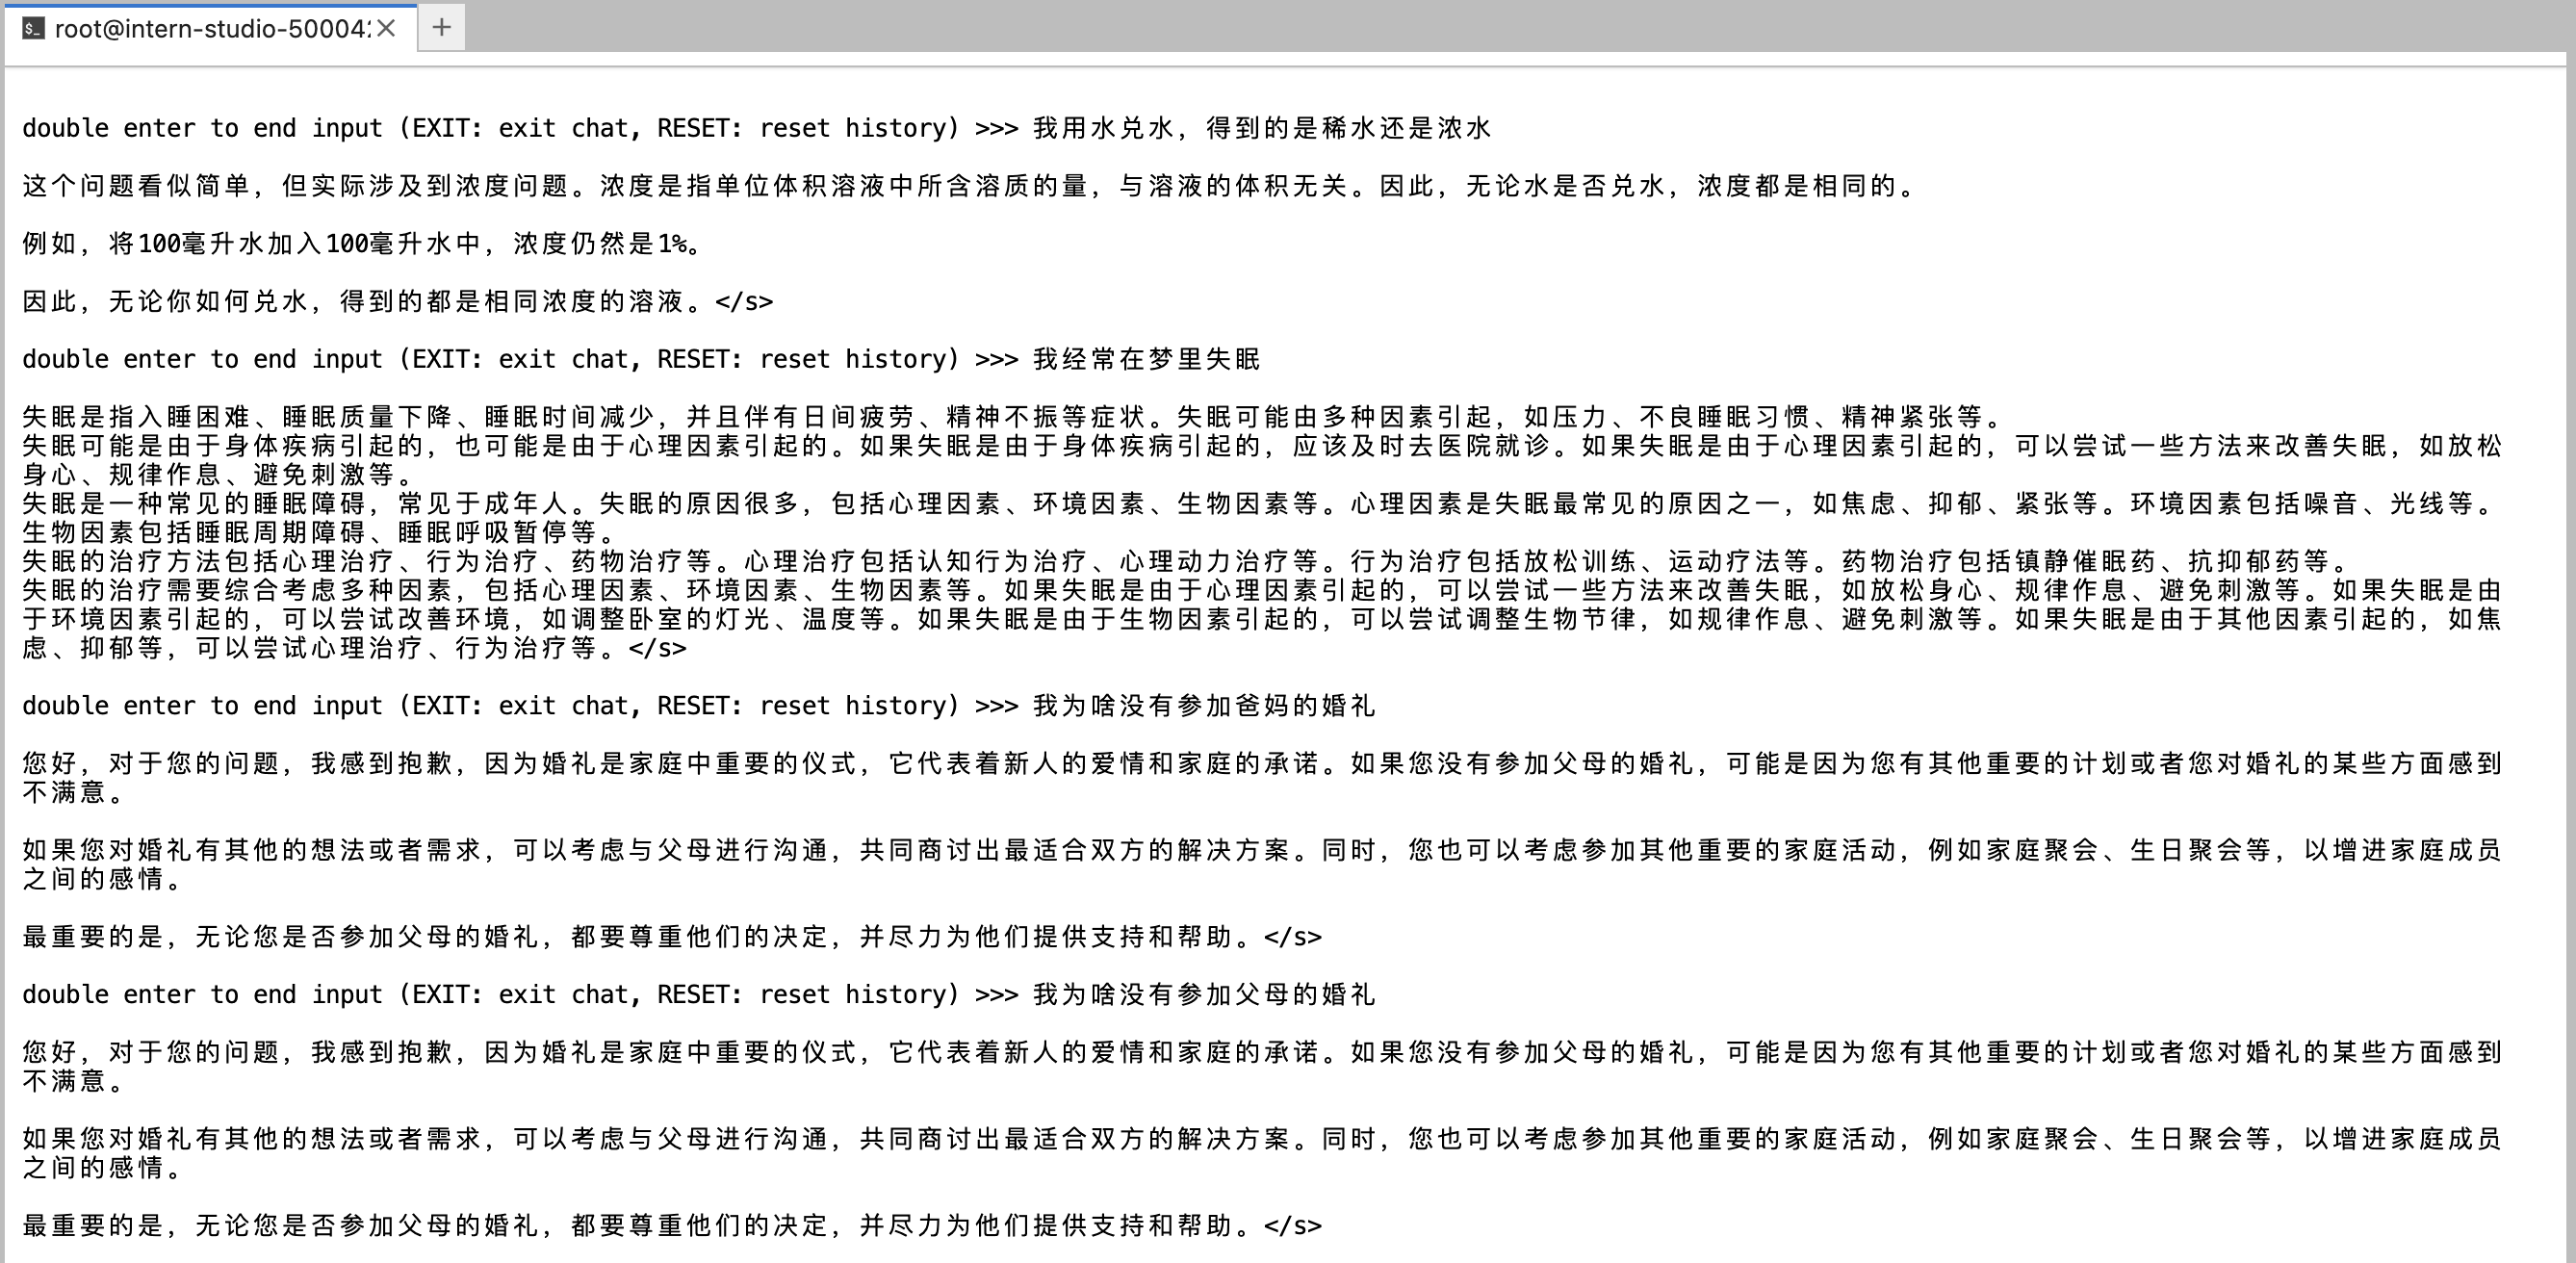 root@intern-studio-50004
double enter to end input (EXIT: exit chat, RESET: reset history) >>> 我用水兑水，得到的是稀水还是浓水
这个问题看似简单，但实际涉及到浓度问题。浓度是指单位体积溶液中所含溶质的量，与溶液的体积无关。因此，无论水是否兑水，浓度都是相同的。
例如，将100毫升水加入100毫升水中，浓度仍然是1%。
因此，无论你如何兑水，得到的都是相同浓度的溶液。</s>
double enter to end input (EXIT: exit chat, RESET: reset history) >>> 我经常在梦里失眠
失眠是指入睡困难、睡眠质量下降、睡眠时间减少，并且伴有日间疲劳、精神不振等症状。失眠可能由多种因素引起，如压力、不良睡眠习惯、精神紧张等。
失眠可能是由于身体疾病引起的，也可能是由于心理因素引起的。如果失眠是由于身体疾病引起的，应该及时去医院就诊。如果失眠是由于心理因素引起的，可以尝试一些方法来改善失眠，如放松
身心、规律作息、避免刺激等。
失眠是一种常见的睡眠障碍，常见于成年人。失眠的原因很多，包括心理因素、环境因素、生物因素等。心理因素是失眠最常见的原因之一，如焦虑、抑郁、紧张等。环境因素包括噪音、光线等。
生物因素包括睡眠周期障碍、睡眠呼吸暂停等。
失眠的治疗方法包括心理治疗、行为治疗、药物治疗等。心理治疗包括认知行为治疗、心理动力治疗等。行为治疗包括放松训练、运动疗法等。药物治疗包括镇静催眠药、抗抑郁药等。
失眠的治疗需要综合考虑多种因素，包括心理因素、环境因素、生物因素等。如果失眠是由于心理因素引起的，可以尝试一些方法来改善失眠，如放松身心、规律作息、避免刺激等。如果失眠是由
于环境因素引起的，可以尝试改善环境，如调整卧室的灯光、温度等。如果失眠是由于生物因素引起的，可以尝试调整生物节律，如规律作息、避免刺激等。如果失眠是由于其他因素引起的，如焦
虑、抑郁等，可以尝试心理治疗、行为治疗等。</s>
double enter to end input (EXIT: exit chat, RESET: reset history) >>> 我为啥没有参加爸妈的婚礼
您好，对于您的问题，我感到抱歉，因为婚礼是家庭中重要的仪式，它代表着新人的爱情和家庭的承诺。如果您没有参加父母的婚礼，可能是因为您有其他重要的计划或者您对婚礼的某些方面感到
不满意。
如果您对婚礼有其他的想法或者需求，可以考虑与父母进行沟通，共同商讨出最适合双方的解决方案。同时，您也可以考虑参加其他重要的家庭活动，例如家庭聚会、生日聚会等，以增进家庭成员
之间的感情。
最重要的是，无论您是否参加父母的婚礼，都要尊重他们的决定，并尽力为他们提供支持和帮助。</s>
double enter to end input (EXIT: exit chat, RESET: reset history) >>> 我为啥没有参加父母的婚礼
您好，对于您的问题，我感到抱歉，因为婚礼是家庭中重要的仪式，它代表着新人的爱情和家庭的承诺。如果您没有参加父母的婚礼，可能是因为您有其他重要的计划或者您对婚礼的某些方面感到
不满意。
如果您对婚礼有其他的想法或者需求，可以考虑与父母进行沟通，共同商讨出最适合双方的解决方案。同时，您也可以考虑参加其他重要的家庭活动，例如家庭聚会、生日聚会等，以增进家庭成员
之间的感情。
最重要的是，无论您是否参加父母的婚礼，都要尊重他们的决定，并尽力为他们提供支持和帮助。</s>